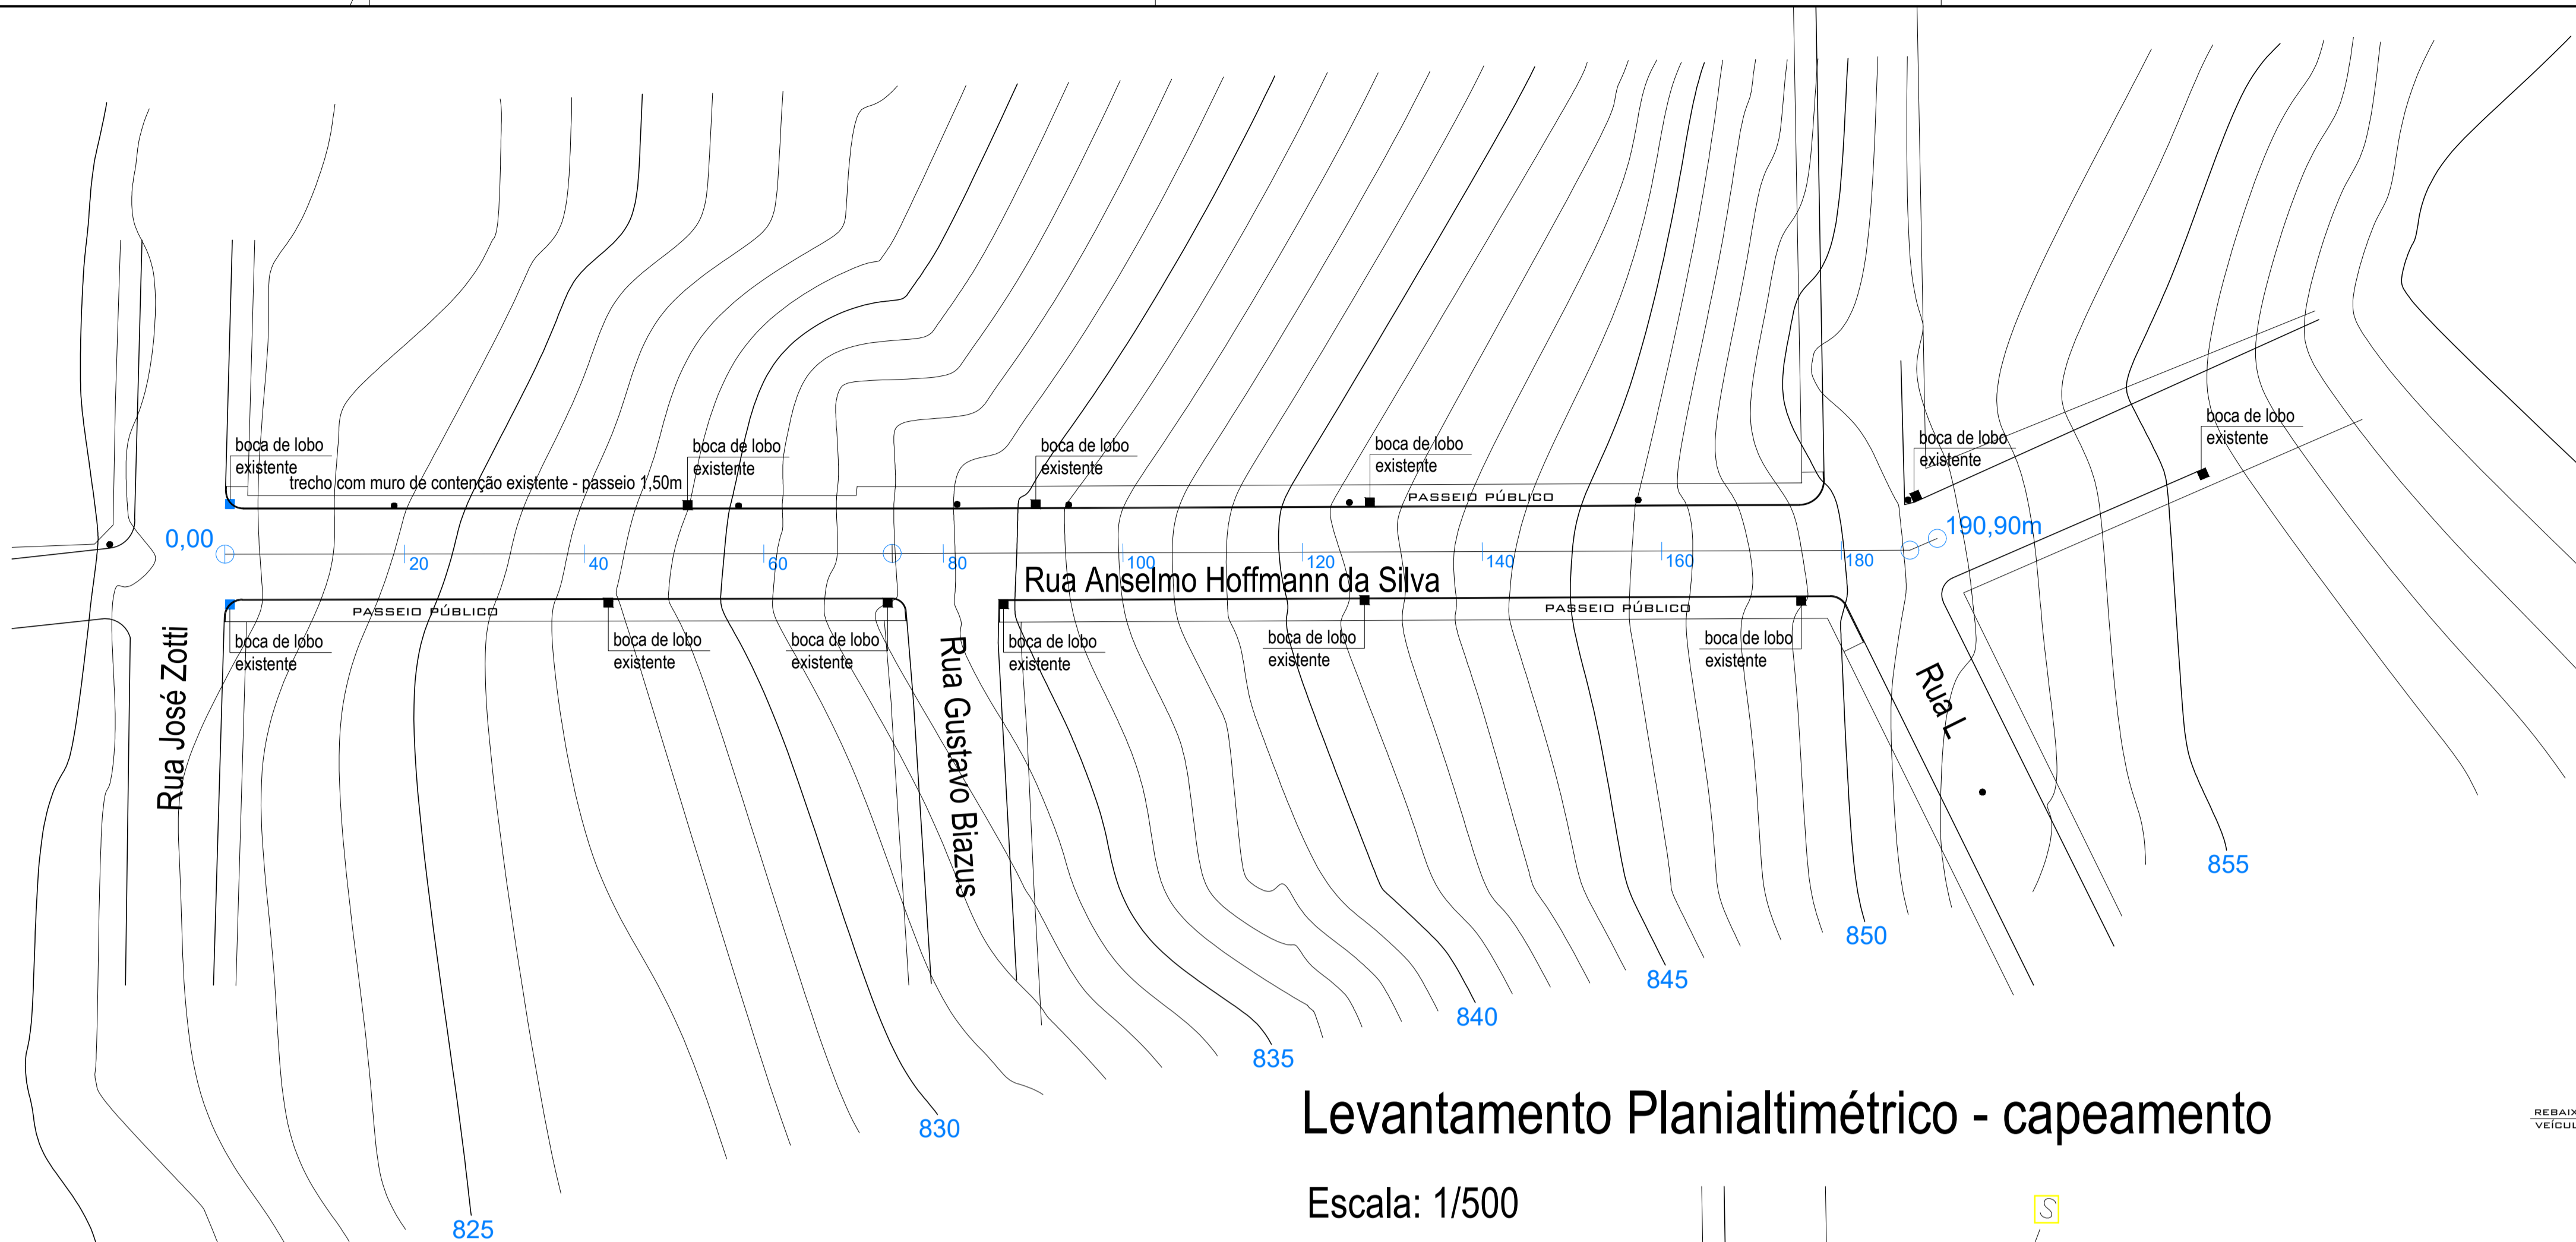 boca de lobo
existente
boca de lobo
existente
boca de lobo
existente
boca de lobo
existente
boca de lobo
existente
boca de lobo
existente
trecho com muro de contenção existente - passeio 1,50m
PASSEIO PÚBLICO
0,00
190,90m
20
40
60
80
100
120
140
160
180
Rua Anselmo Hoffmann da Silva
PASSEIO PÚBLICO
PASSEIO PÚBLICO
boca de lobo
existente
boca de lobo
existente
boca de lobo
existente
boca de lobo
existente
boca de lobo
existente
boca de lobo
existente
Rua José Zotti
Rua Gustavo Biazus
Rua L
855
850
845
840
835
830
825
Levantamento Planialtimétrico - capeamento
REBAIX
VEÍCUL
Escala: 1/500
S